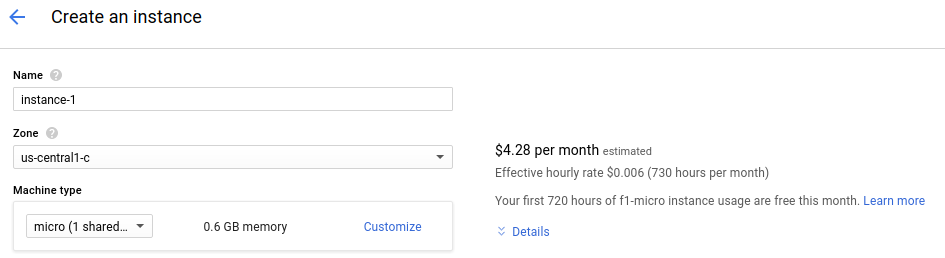 Create an instance
Name
instance-1
Zone
us-central1-c
$4.28 per month estimated
Effective hourly rate $0.006 (730 hours per month)
Machine type
Your first 720 hours of f1-micro instance usage are free this month. Learn more
micro (1 shared... 0.6 GB memory Customize
Details